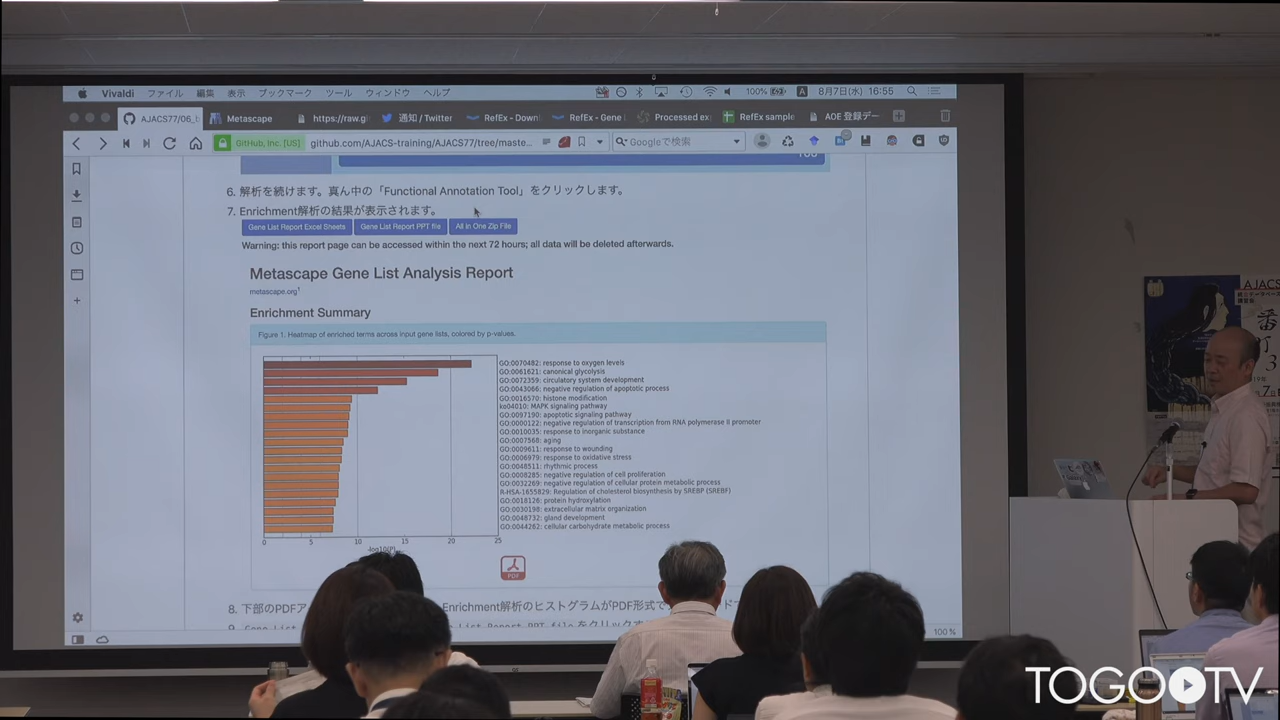 Vivaldi ファイル 編集 表示 ブックマーク ツール ウィンドウ ヘルプ 100% A 8月7日(水) 16:55
AJACS77/06_b Metascape https://raw.gi 通知 / Twitter RefEx - Down RefEx - Gene Processed ex RefEx sample AOE 登録デー
GitHub, Inc. [US] github.com/AJACS-training/AJACS77/tree/maste... Googleで検索
6. 解析を続けます。真ん中の「Functional Annotation Tool」をクリックします。
7. Enrichment解析の結果が表示されます。
Gene List Report Excel Sheets Gene List Report PPT file All in One Zip File
Warning: this report page can be accessed within the next 72 hours; all data will be deleted afterwards.
Metascape Gene List Analysis Report
metascape.org1
Enrichment Summary
Figure 1. Heatmap of enriched terms across input gene lists, colored by p-values.
GO:0070482: response to oxygen levels
GO:0061621: canonical glycolysis
GO:0072359: circulatory system development
GO:0043066: negative regulation of apoptotic process
GO:0016570: histone modification
ko04010: MAPK signaling pathway
GO:0097190: apoptotic signaling pathway
GO:0000122: negative regulation of transcription from RNA polymerase II promoter
GO:0010035: response to inorganic substance
GO:0007568: aging
GO:0009611: response to wounding
GO:0006979: response to oxidative stress
GO:0048511: rhythmic process
GO:0008285: negative regulation of cell proliferation
GO:0032269: negative regulation of cellular protein metabolic process
R-HSA-1655829: Regulation of cholesterol biosynthesis by SREBP (SREBF)
GO:0018126: protein hydroxylation
GO:0030198: extracellular matrix organization
GO:0048732: gland development
GO:0044262: cellular carbohydrate metabolic process
0 5 10 15 20 25
-log10(P)
PDF
8. 下部のPDFア Enrichment解析のヒストグラムがPDF形式で
100 %
AJACS
番
町
3
7
TOGO TV